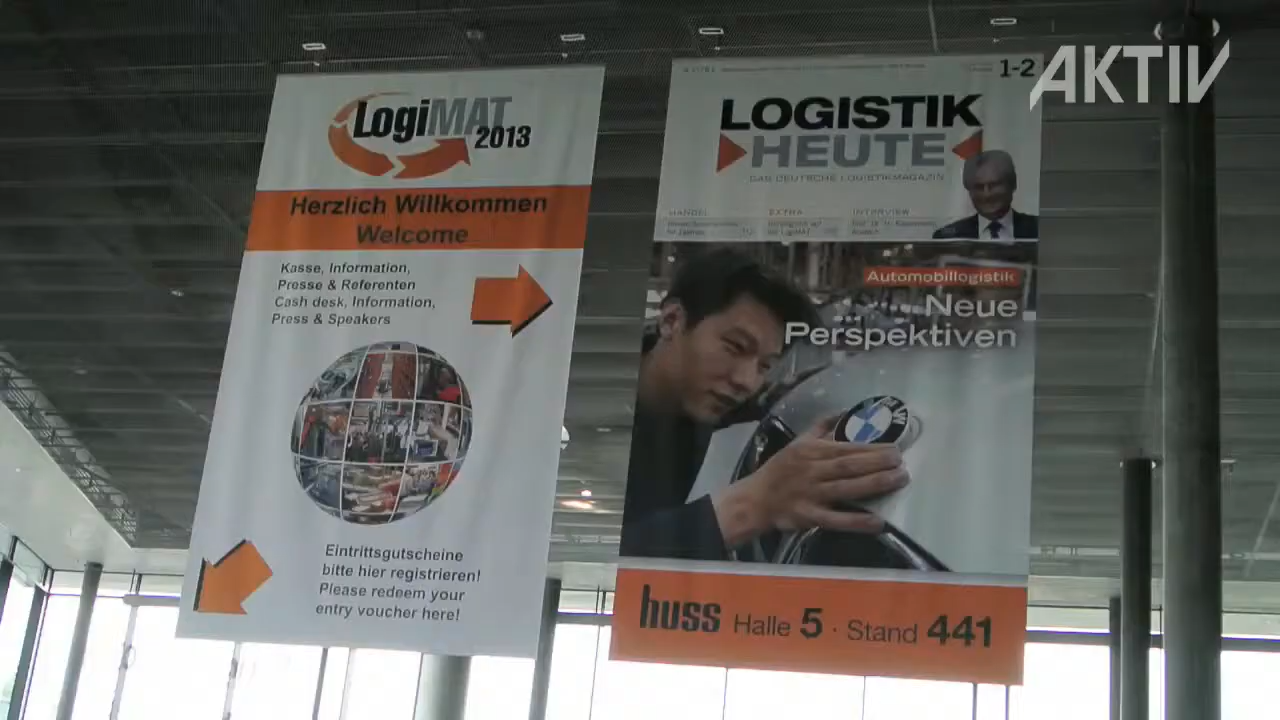 AKTIV
LogiMAT
2013
Herzlich Willkommen
Welcome
Kasse, Information,
Presse & Referenten
Cash desk, Information,
Press & Speakers
Eintrittsgutscheine
bitte hier registrieren!
Please redeem your
entry voucher here!
1-2
LOGISTIK
HEUTE
DAS DEUTSCHE LOGISTIKMAGAZIN
HANDEL
EXTRA
INTERVIEW
Automobillogistik
Neue
Perspektiven
BMW
huss Halle 5 · Stand 441